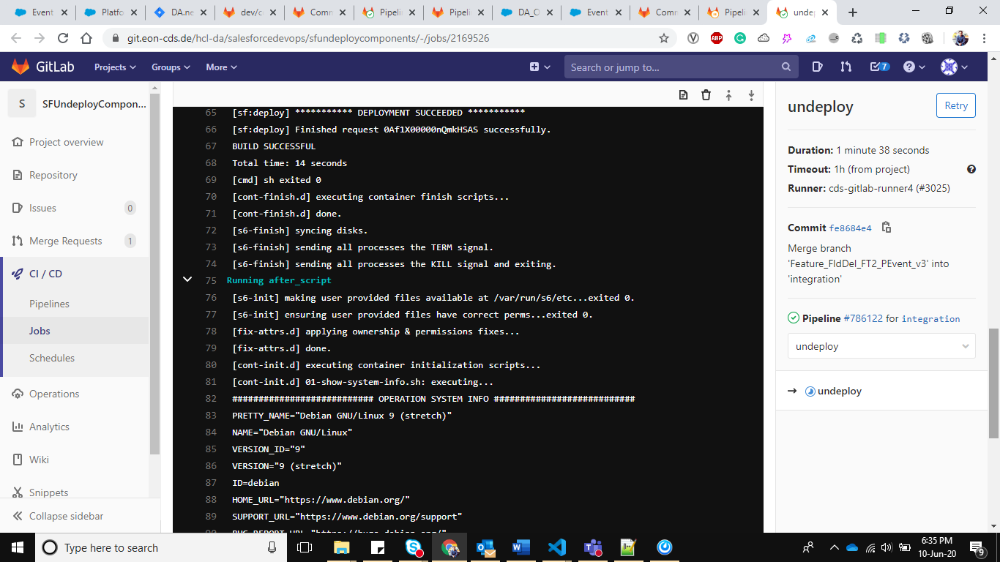 Event
Platfo
DA.ne
dev/c
Comm
Pipeli
Pipeli
DA_O
Event
Comm
Pipeli
undep
git.eon-cds.de/hcl-da/salesforcedevops/sfundeploycomponents/-/jobs/2169526
ABP
GitLab
Projects
Groups
More
Search or jump to...
7
S
SFUndeployCompon...
Project overview
Repository
Issues
0
Merge Requests
1
CI / CD
Pipelines
Jobs
Schedules
Operations
Analytics
Wiki
Snippets
Collapse sidebar
65 [sf:deploy] *********** DEPLOYMENT SUCCEEDED ***********
66 [sf:deploy] Finished request 0Af1X00000nQmkHSAS successfully.
67 BUILD SUCCESSFUL
68 Total time: 14 seconds
69 [cmd] sh exited 0
70 [cont-finish.d] executing container finish scripts...
71 [cont-finish.d] done.
72 [s6-finish] syncing disks.
73 [s6-finish] sending all processes the TERM signal.
74 [s6-finish] sending all processes the KILL signal and exiting.
75 Running after_script
76 [s6-init] making user provided files available at /var/run/s6/etc...exited 0.
77 [s6-init] ensuring user provided files have correct perms...exited 0.
78 [fix-attrs.d] applying ownership & permissions fixes...
79 [fix-attrs.d] done.
80 [cont-init.d] executing container initialization scripts...
81 [cont-init.d] 01-show-system-info.sh: executing...
82 ########################### OPERATION SYSTEM INFO ###########################
83 PRETTY_NAME="Debian GNU/Linux 9 (stretch)"
84 NAME="Debian GNU/Linux"
85 VERSION_ID="9"
86 VERSION="9 (stretch)"
87 ID=debian
88 HOME_URL="https://www.debian.org/"
89 SUPPORT_URL="https://www.debian.org/support"
90 BUG_REPORT_URL="https://bugs.debian.org/"
undeploy
Retry
Duration: 1 minute 38 seconds
Timeout: 1h (from project)
Runner: cds-gitlab-runner4 (#3025)
Commit fe8684e4
Merge branch
'Feature_FldDel_FT2_PEvent_v3' into
'integration'
Pipeline #786122 for integration
undeploy
undeploy
Type here to search
6:35 PM
10-Jun-20
9